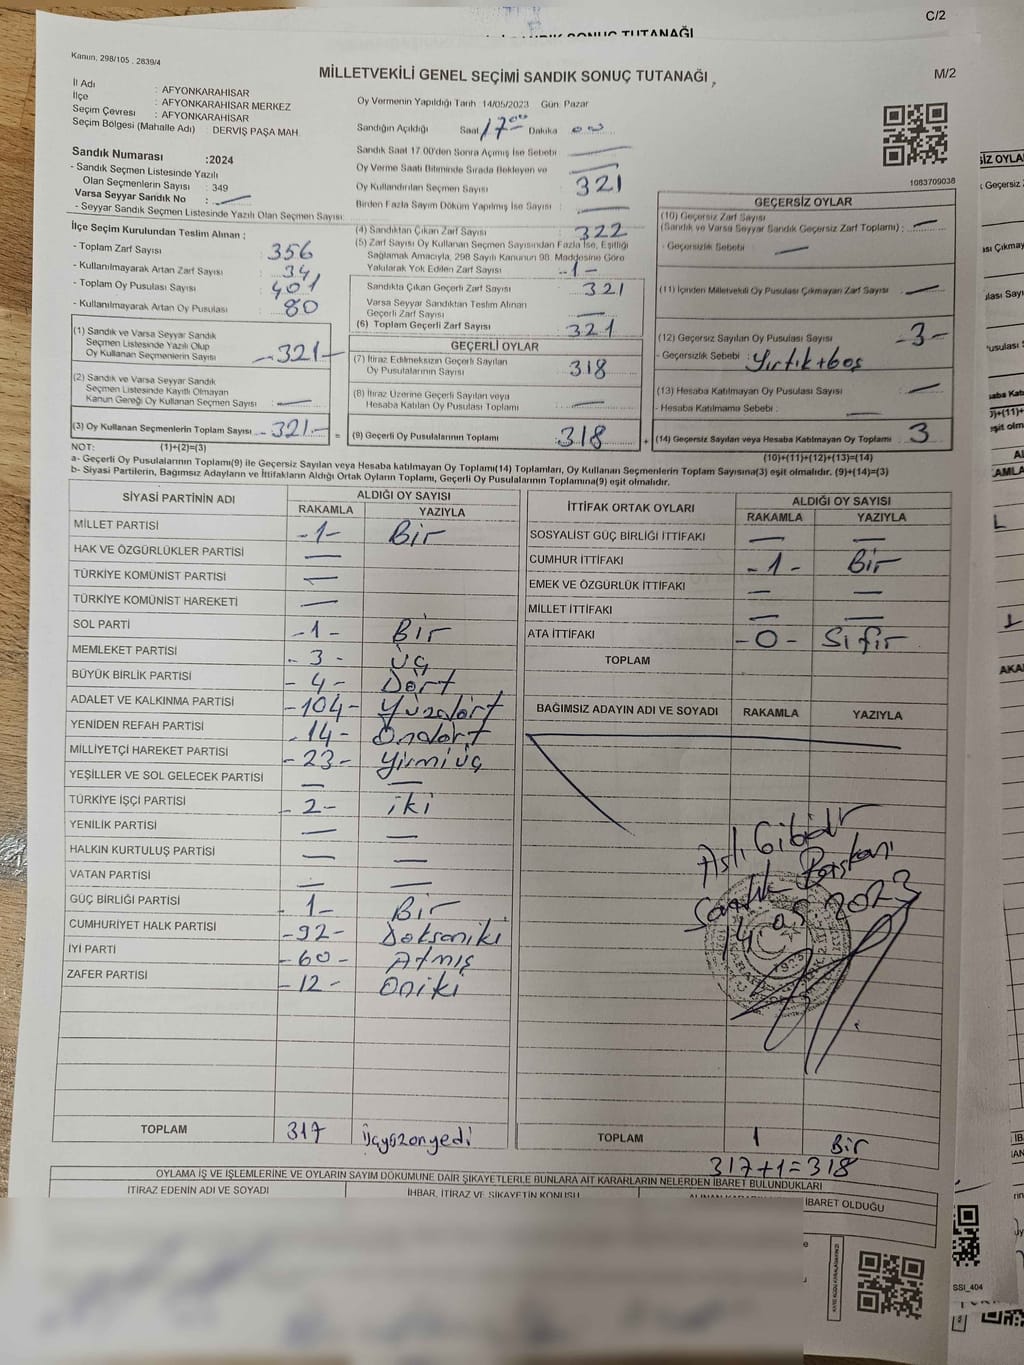 C/2
SANDIK SONUÇ TUTANAĞI
Kanun, 298/105 . 2839/4
MİLLETVEKİLİ GENEL SEÇİMİ SANDIK SONUÇ TUTANAĞI
M/2
İl Adı : AFYONKARAHİSAR
İlçe : AFYONKARAHİSAR MERKEZ
Seçim Çevresi : AFYONKARAHİSAR
Seçim Bölgesi (Mahalle Adı) : DERVİŞ PAŞA MAH.
Sandık Numarası :2024
- Sandık Seçmen Listesinde Yazılı
Olan Seçmenlerin Sayısı : 349
Varsa Seyyar Sandık No : —
- Seyyar Sandık Seçmen Listesinde Yazılı Olan Seçmen Sayısı:
Oy Vermenin Yapıldığı Tarih 14/05/2023 Gün: Pazar
Sandığın Açıldığı Saat 17 00 Dakika 00
Sandık Saat 17.00'den Sonra Açılmış İse Sebebi —
Oy Verme Saati Bitiminde Sırada Bekleyen ve —
Oy Kullandırılan Seçmen Sayısı : 321
Birden Fazla Sayım Döküm Yapılmış İse Sayısı : —
1083709038
İlçe Seçim Kurulundan Teslim Alınan ;
- Toplam Zarf Sayısı : 356
- Kullanılmayarak Artan Zarf Sayısı : 34
- Toplam Oy Pusulası Sayısı : 401
- Kullanılmayarak Artan Oy Pusulası : 80
(1) Sandık ve Varsa Seyyar Sandık
Seçmen Listesinde Yazılı Olup
Oy Kullanan Seçmenlerin Sayısı - 321 -
(2) Sandık ve Varsa Seyyar Sandık
Seçmen Listesinde Kayıtlı Olmayan
Kanun Gereği Oy Kullanan Seçmen Sayısı : —
(3) Oy Kullanan Seçmenlerin Toplam Sayısı - 321 -
(1)+(2)=(3)
(4) Sandıktan Çıkan Zarf Sayısı : 322
(5) Zarf Sayısı Oy Kullanan Seçmen Sayısından Fazla İse, Eşitliği
Sağlamak Amacıyla, 298 Sayılı Kanunun 98. Maddesine Göre
Yakılarak Yok Edilen Zarf Sayısı : -1-
Sandıkta Çıkan Geçerli Zarf Sayısı : 321
Varsa Seyyar Sandıktan Teslim Alınan
Geçerli Zarf Sayısı : —
(6) Toplam Geçerli Zarf Sayısı : 321
GEÇERLİ OYLAR
(7) İtiraz Edilmeksizin Geçerli Sayılan
Oy Pusulalarının Sayısı : 318
(8) İtiraz Üzerine Geçerli Sayılan veya
Hesaba Katılan Oy Pusulası Toplamı : —
= (9) Geçerli Oy Pusulalarının Toplamı : 318
GEÇERSİZ OYLAR
(10) Geçersiz Zarf Sayısı
(Sandık ve Varsa Seyyar Sandık Geçersiz Zarf Toplamı) : —
- Geçersizlik Sebebi : —
(11) İçinden Milletvekili Oy Pusulası Çıkmayan Zarf Sayısı : —
(12) Geçersiz Sayılan Oy Pusulası Sayısı : -3-
- Geçersizlik Sebebi : Yırtık+boş
(13) Hesaba Katılmayan Oy Pusulası Sayısı : —
- Hesaba Katılmama Sebebi : —
+ (14) Geçersiz Sayılan veya Hesaba Katılmayan Oy Toplamı : 3
(10)+(11)+(12)+(13)=(14)
NOT:
a- Geçerli Oy Pusulalarının Toplam(9) ile Geçersiz Sayılan veya Hesaba katılmayan Oy Toplamı(14) Toplamları, Oy Kullanan Seçmenlerin Toplam Sayısına(3) eşit olmalıdır. (9)+(14)=(3)
b- Siyasi Partilerin, Bağımsız Adayların ve İttifakların Aldığı Ortak Oyların Toplamı, Geçerli Oy Pusulalarının Toplamına(9) eşit olmalıdır.
SİYASİ PARTİNİN ADI ALDIĞI OY SAYISI
RAKAMLA YAZIYLA
MİLLET PARTİSİ -1- Bir
HAK VE ÖZGÜRLÜKLER PARTİSİ —
TÜRKİYE KOMÜNİST PARTİSİ —
TÜRKİYE KOMÜNİST HAREKETİ —
SOL PARTİ -1- Bir
MEMLEKET PARTİSİ - 3 - üç
BÜYÜK BİRLİK PARTİSİ - 4 - Dört
ADALET VE KALKINMA PARTİSİ -104- Yüzdört
YENİDEN REFAH PARTİSİ -14- Ondört
MİLLİYETÇİ HAREKET PARTİSİ -23- Yirmiüç
YEŞİLLER VE SOL GELECEK PARTİSİ — —
TÜRKİYE İŞÇİ PARTİSİ - 2- iki
YENİLİK PARTİSİ — —
HALKIN KURTULUŞ PARTİSİ — —
VATAN PARTİSİ — —
GÜÇ BİRLİĞİ PARTİSİ - 1- Bir
CUMHURİYET HALK PARTİSİ -92- Doksaniki
İYİ PARTİ -60- Atmış
ZAFER PARTİSİ -12- Oniki
TOPLAM 317 üçyüzonyedi
İTTİFAK ORTAK OYLARI ALDIĞI OY SAYISI
RAKAMLA YAZIYLA
SOSYALİST GÜÇ BİRLİĞİ İTTİFAKI — —
CUMHUR İTTİFAKI - 1 - Bir
EMEK VE ÖZGÜRLÜK İTTİFAKI — —
MİLLET İTTİFAKI — —
ATA İTTİFAKI - 0 - Sıfır
TOPLAM
BAĞIMSIZ ADAYIN ADI VE SOYADI RAKAMLA YAZIYLA
Aslı Gibidir
Sandık Başkanı
14.05 2023
TOPLAM 1 Bir
317+1=318
OYLAMA İŞ VE İŞLEMLERİNE VE OYLARIN SAYIM DÖKÜMÜNE DAİR ŞİKAYETLERLE BUNLARA AİT KARARLARIN NELERDEN İBARET BULUNDUKLARI
İTİRAZ EDENİN ADI VE SOYADI
İHBAR, İTİRAZ VE ŞİKAYETİN KONUSU
İBARET OLDUĞU
SSI_404